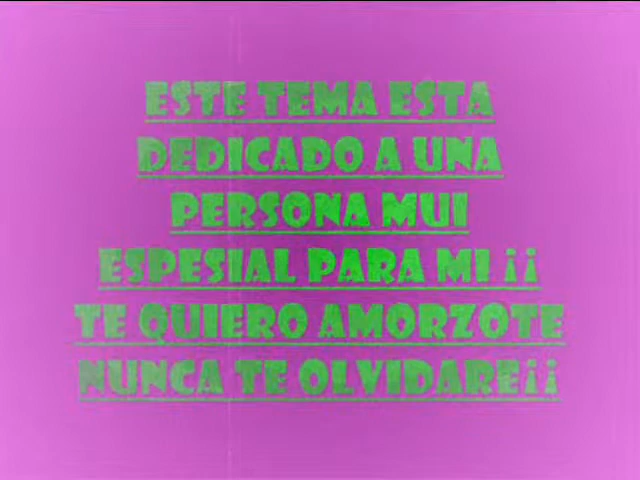 ESTE TEMA ESTA
DEDICADO A UNA
PERSONA MUI
ESPESIAL PARA MI ¡¡
TE QUIERO AMORZOTE
NUNCA TE OLVIDARE¡¡